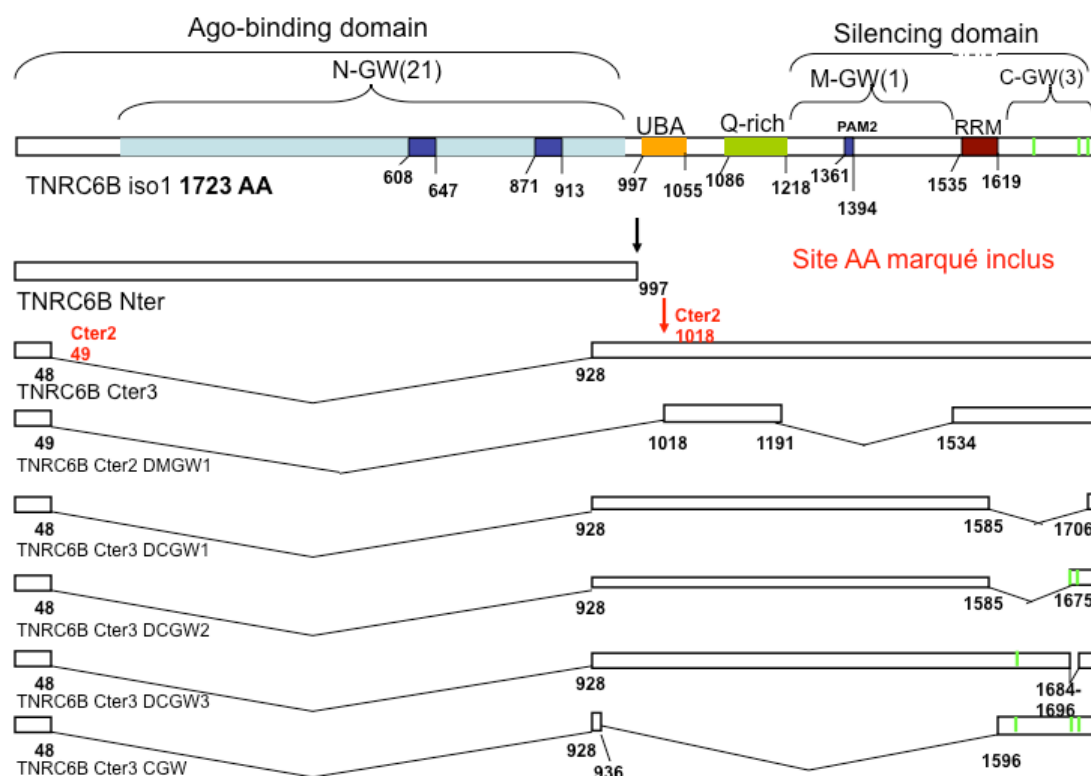 Ago-binding domain
Silencing domain
N-GW(21)
M-GW(1)
C-GW(3)
UBA
Q-rich
PAM2
RRM
TNRC6B iso1 1723 AA
608
647
871
913
997
1055
1086
1218
1361
1394
1535
1619
Site AA marqué inclus
997
TNRC6B Nter
Cter2
49
Cter2
1018
48
928
TNRC6B Cter3
49
1018
1191
1534
TNRC6B Cter2 DMGW1
48
928
1585
1706
TNRC6B Cter3 DCGW1
48
928
1585
1675
TNRC6B Cter3 DCGW2
48
928
1684-
1696
TNRC6B Cter3 DCGW3
48
928
936
1596
TNRC6B Cter3 CGW